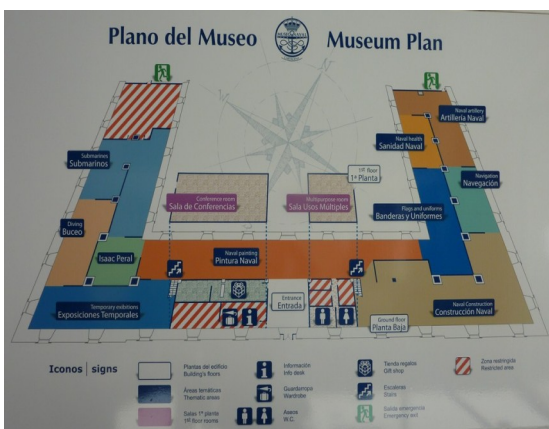 Plano del Museo
Museum Plan
Naval artillery
Artillería Naval
Naval health
Sanidad Naval
Submarines
Submarinos
1ST floor
1ª Planta
Navigation
Navegación
Conference room
Sala de Conferencias
Multipurpose room
Sala Usos Múltiples
Flags and uniforms
Banderas y Uniformes
Diving
Buceo
Isaac Peral
Naval painting
Pintura Naval
Temporary exibitions
Exposiciones Temporales
Entrance
Entrada
Naval Construction
Construcción Naval
Ground floor
Planta Baja
Iconos | signs
Plantas del edificio
Building's floors
Áreas temáticas
Thematic areas
Salas 1ª planta
1st floor rooms
Información
Info desk
Guardarropa
Wardrobe
Aseos
W.C.
Tienda regalos
Gift shop
Escaleras
Stairs
Salida emergencia
Emergency exit
Zona restringida
Restricted area